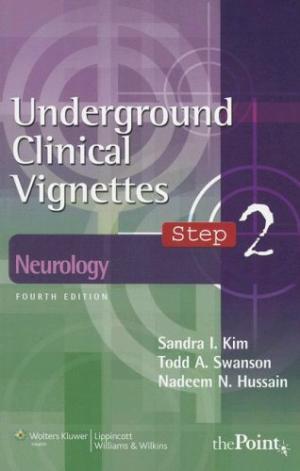 Underground
Clinical
Vignettes
Step 2
Neurology
FOURTH EDITION
Sandra I. Kim
Todd A. Swanson
Nadeem N. Hussain
Wolters Kluwer
Lippincott
Williams & Wilkins
thePoint